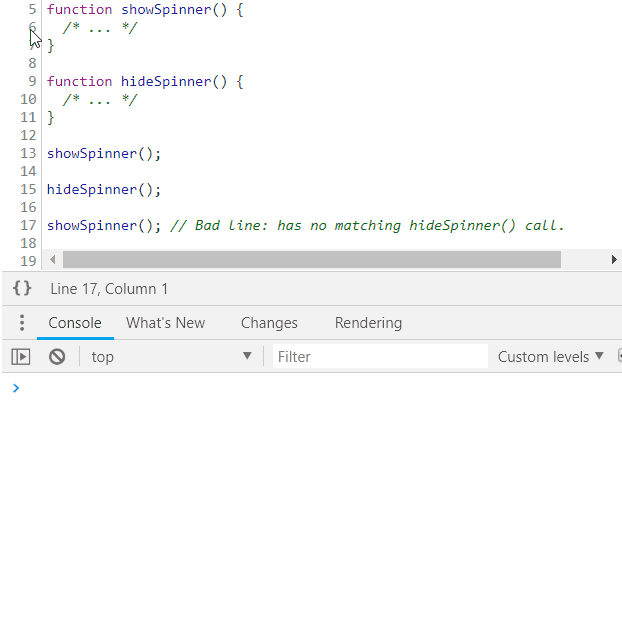 5 function showSpinner() {
6 /* ... */
7 }
8
9 function hideSpinner() {
10 /* ... */
11 }
12
13 showSpinner();
14
15 hideSpinner();
16
17 showSpinner(); // Bad line: has no matching hideSpinner() call.
18
19
{} Line 17, Column 1
Console What's New Changes Rendering
top Filter Custom levels